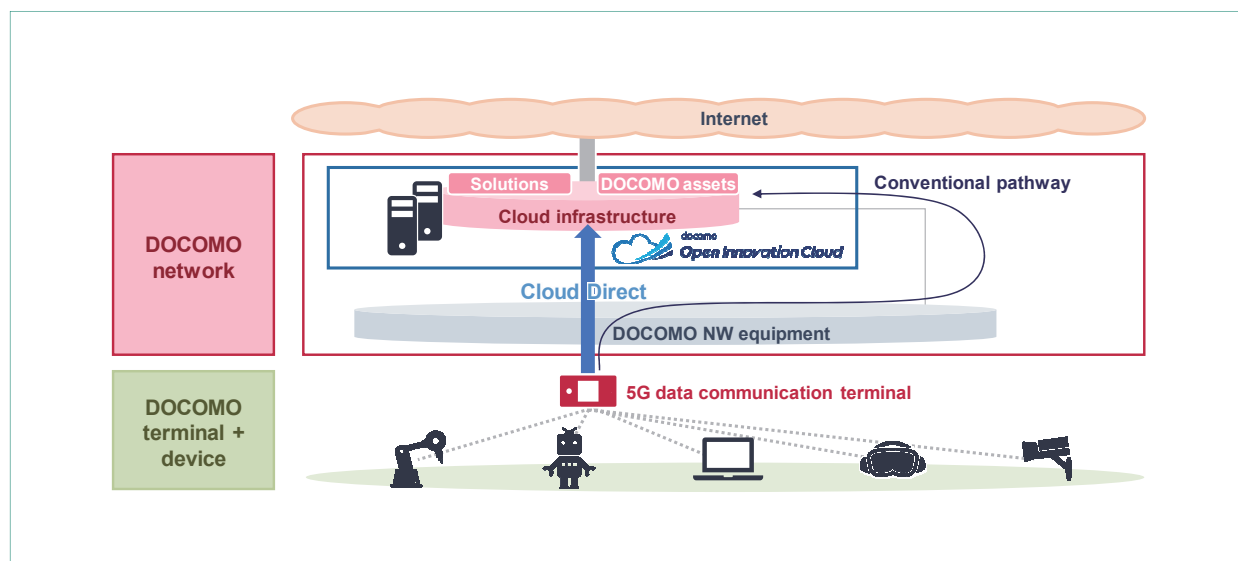 Internet
DOCOMO
network
Solutions
DOCOMO assets
Conventional pathway
Cloud infrastructure
docomo
Open Innovation Cloud
Cloud Direct
DOCOMO NW equipment
DOCOMO
terminal +
device
5G data communication terminal